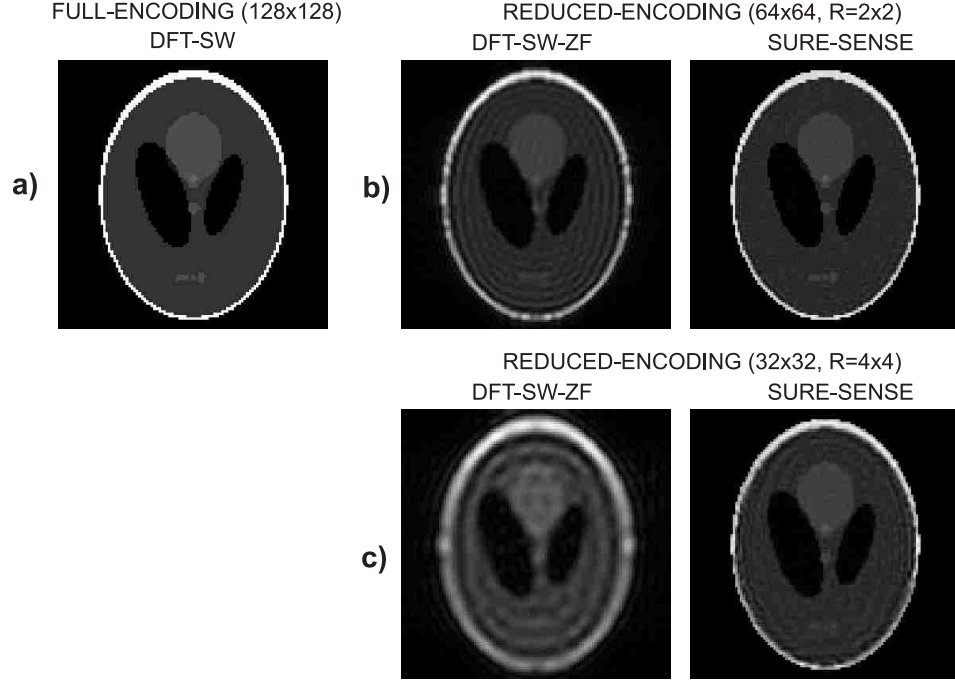 FULL-ENCODING (128x128)
DFT-SW
REDUCED-ENCODING (64x64, R=2x2)
DFT-SW-ZF
SURE-SENSE
a)
b)
REDUCED-ENCODING (32x32, R=4x4)
DFT-SW-ZF
SURE-SENSE
c)